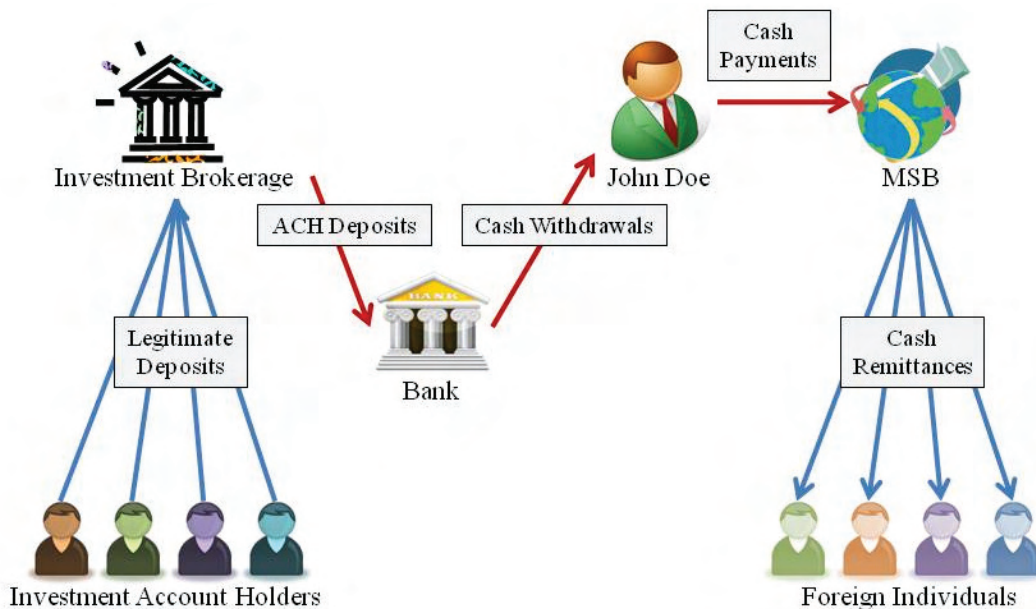 Cash
Payments
Investment Brokerage
John Doe
MSB
ACH Deposits
Cash Withdrawals
BANK
Bank
Legitimate
Deposits
Cash
Remittances
Investment Account Holders
Foreign Individuals